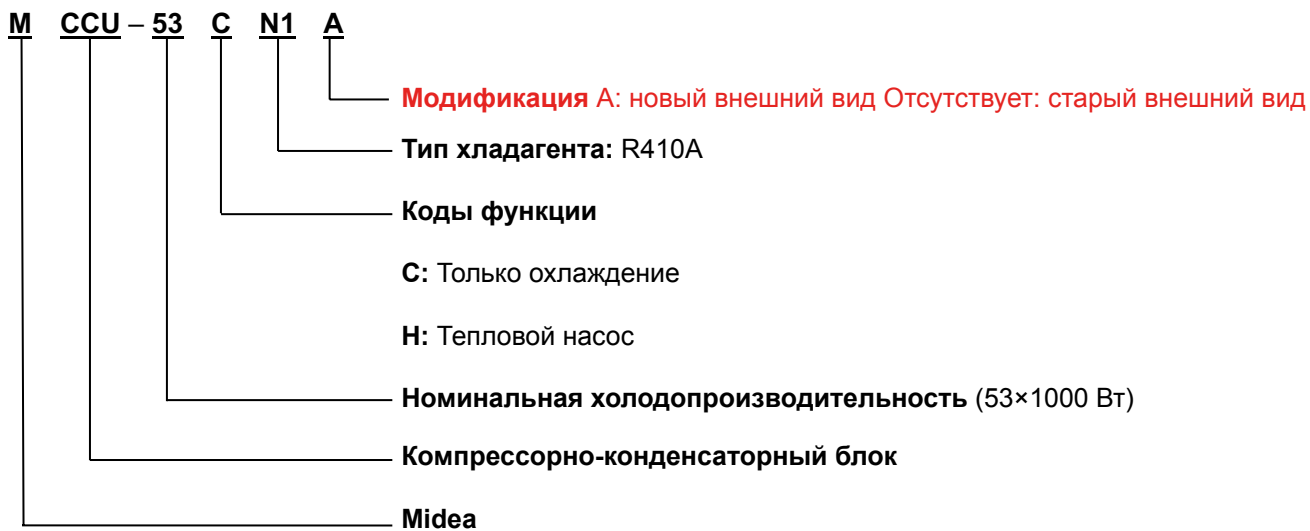 M CCU – 53 C N1 A
Модификация А: новый внешний вид Отсутствует: старый внешний вид
Тип хладагента: R410A
Коды функции
C: Только охлаждение
H: Тепловой насос
Номинальная холодопроизводительность (53×1000 Вт)
Компрессорно-конденсаторный блок
Midea